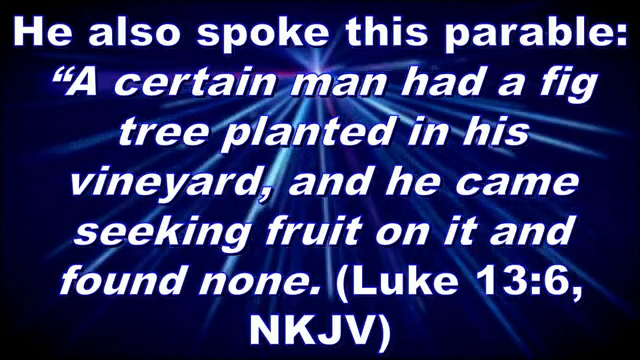 He also spoke this parable:
“A certain man had a fig
tree planted in his
vineyard, and he came
seeking fruit on it and
found none. (Luke 13:6,
NKJV)